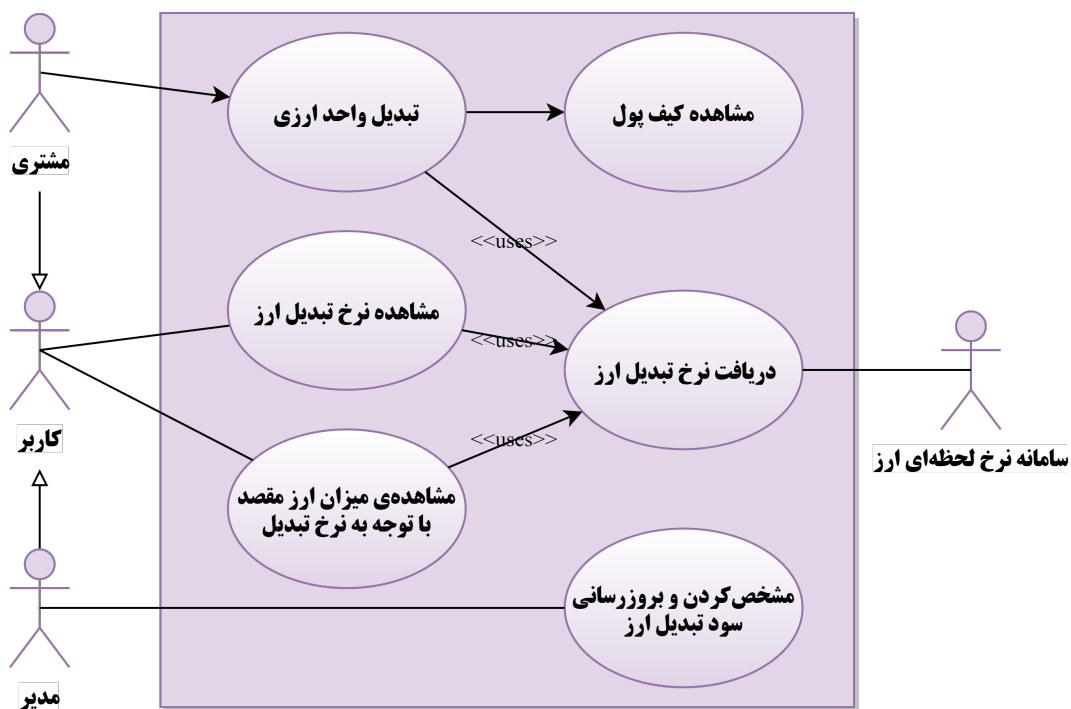 تبدیل واحد ارزی
مشاهده کیف پول
مشتری
<<uses>>
مشاهده نرخ تبدیل ارز
<<uses>>
دریافت نرخ تبدیل ارز
کاربر
<<uses>>
سامانه نرخ لحظه‌ای ارز
مشاهده‌ی میزان ارز مقصد
با توجه به نرخ تبدیل
مشخص‌کردن و بروزرسانی
سود تبدیل ارز
مدیر